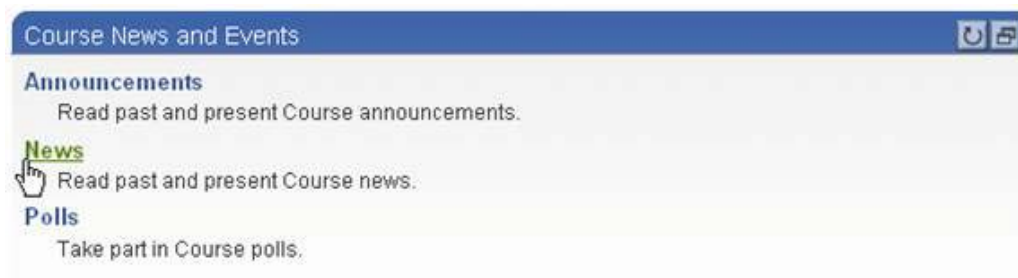 Course News and Events
Announcements
Read past and present Course announcements.
News
Read past and present Course news.
Polls
Take part in Course polls.